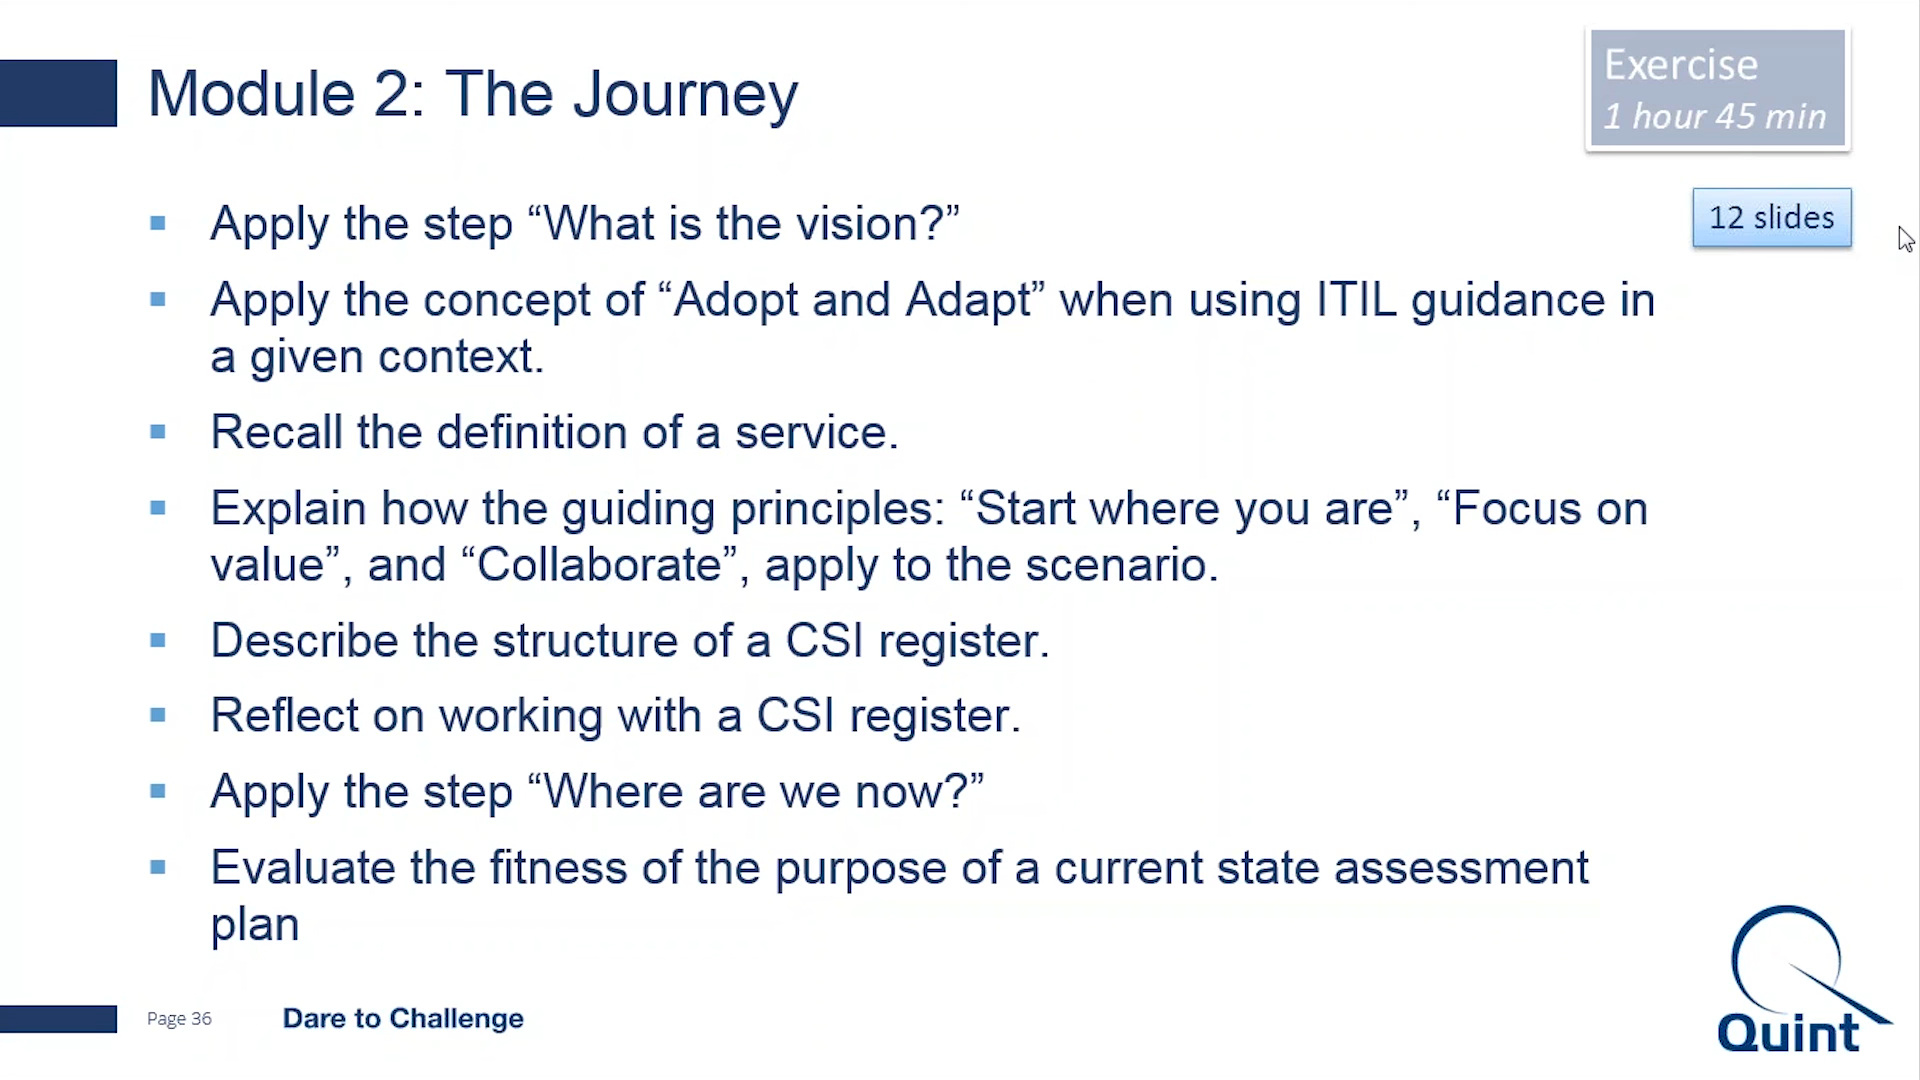 Module 2: The Journey
Exercise
1 hour 45 min
12 slides
Apply the step “What is the vision?”
Apply the concept of “Adopt and Adapt” when using ITIL guidance in
a given context.
Recall the definition of a service.
Explain how the guiding principles: “Start where you are”, “Focus on
value”, and “Collaborate”, apply to the scenario.
Describe the structure of a CSI register.
Reflect on working with a CSI register.
Apply the step “Where are we now?”
Evaluate the fitness of the purpose of a current state assessment
plan
Page 36
Dare to Challenge
Quint